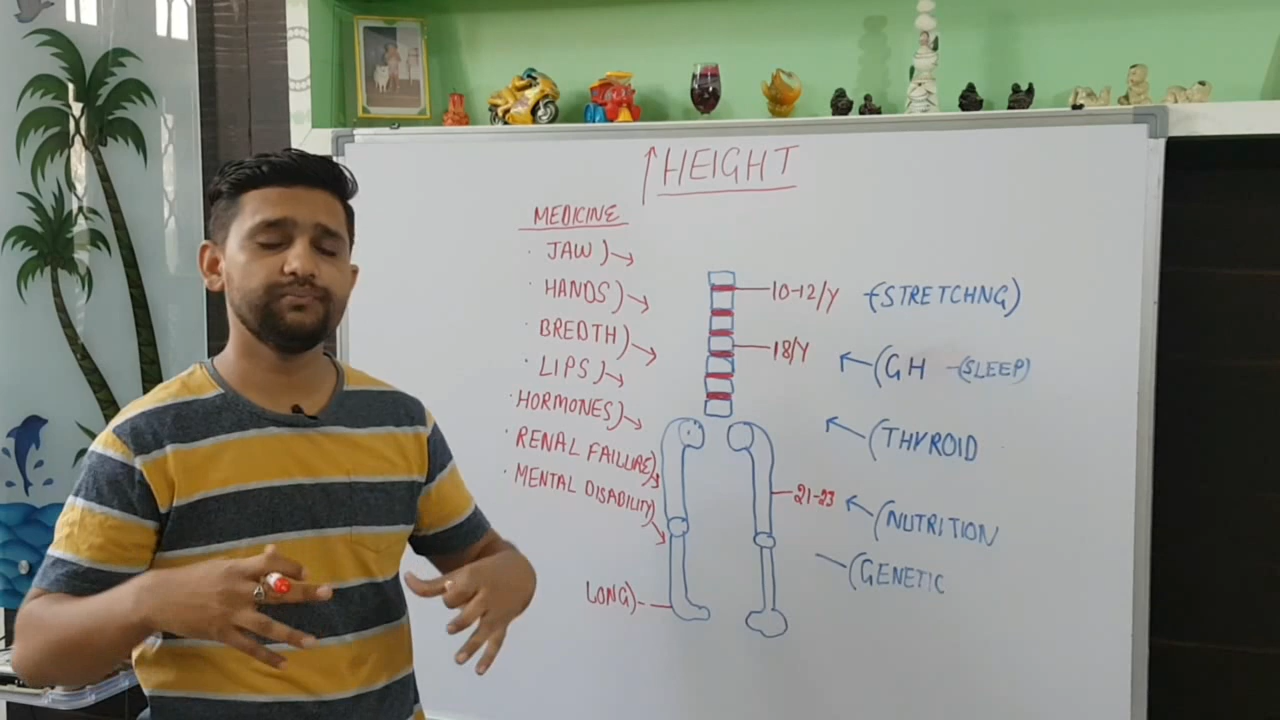 ↑HEIGHT
MEDICINE
· JAW)→
· HANDS)→
· BREDTH)→
· LIPS)→
· HORMONES)→
· RENAL FAILURE)→
· MENTAL DISABILITY)→
LONG)-
10-12/Y (STRETCHNG)
18/Y
←(GH -(SLEEP)
←(THYROID
21-23
←(NUTRITION
(GENETIC